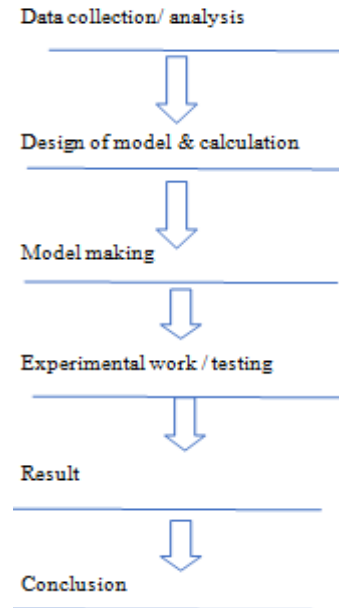 Data collection/ analysis
Design of model & calculation
Model making
Experimental work / testing
Result
Conclusion